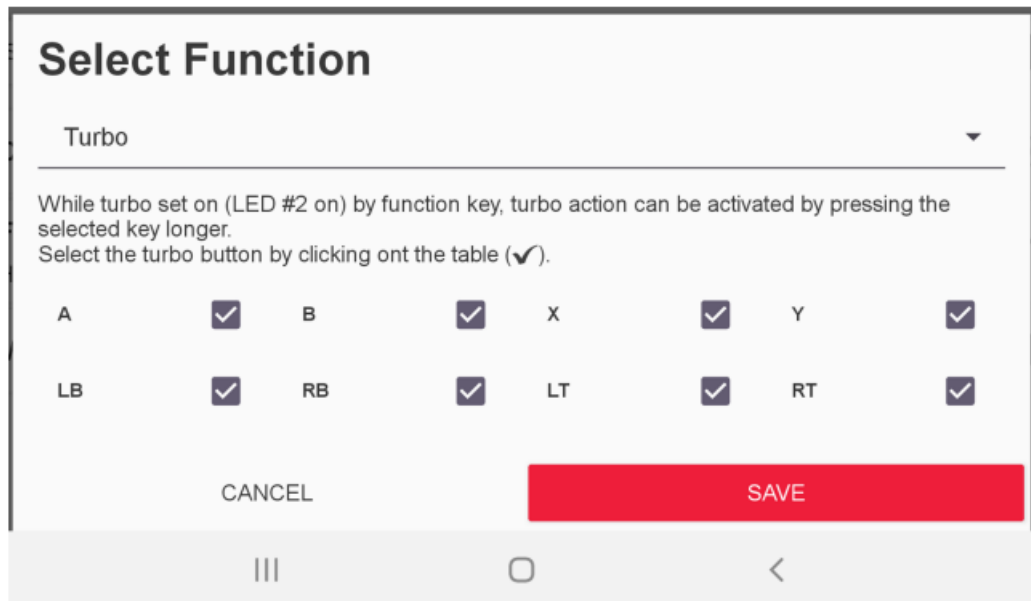 Select Function
Turbo
While turbo set on (LED #2 on) by function key, turbo action can be activated by pressing the
selected key longer.
Select the turbo button by clicking ont the table (✓).
A B X Y
LB RB LT RT
CANCEL SAVE